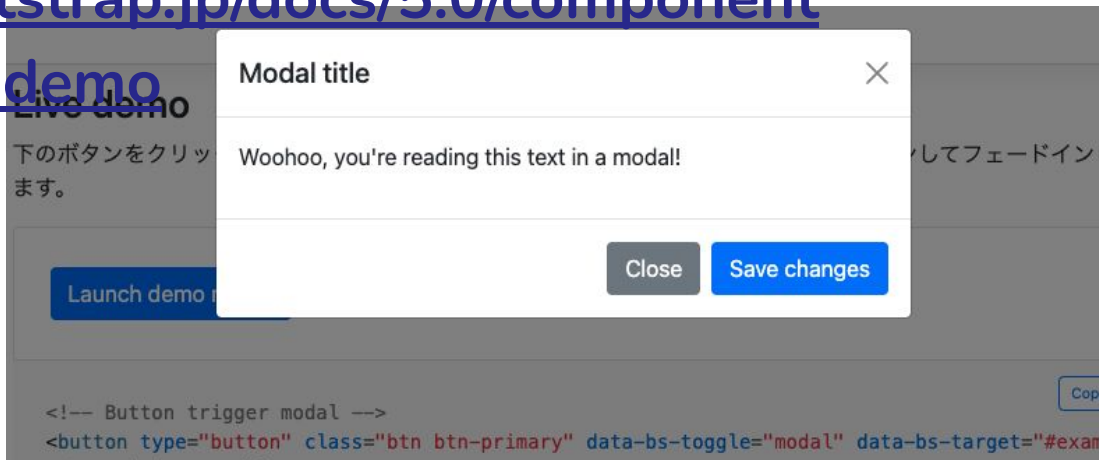 tstrap.jp/docs/5.0/component
demo
Live demo
Modal title
下のボタンをクリッ
Woohoo, you're reading this text in a modal!
してフェードイン
ます。
Close
Save changes
Launch demo
Cop
<!-- Button trigger modal -->
<button type="button" class="btn btn-primary" data-bs-toggle="modal" data-bs-target="#exam